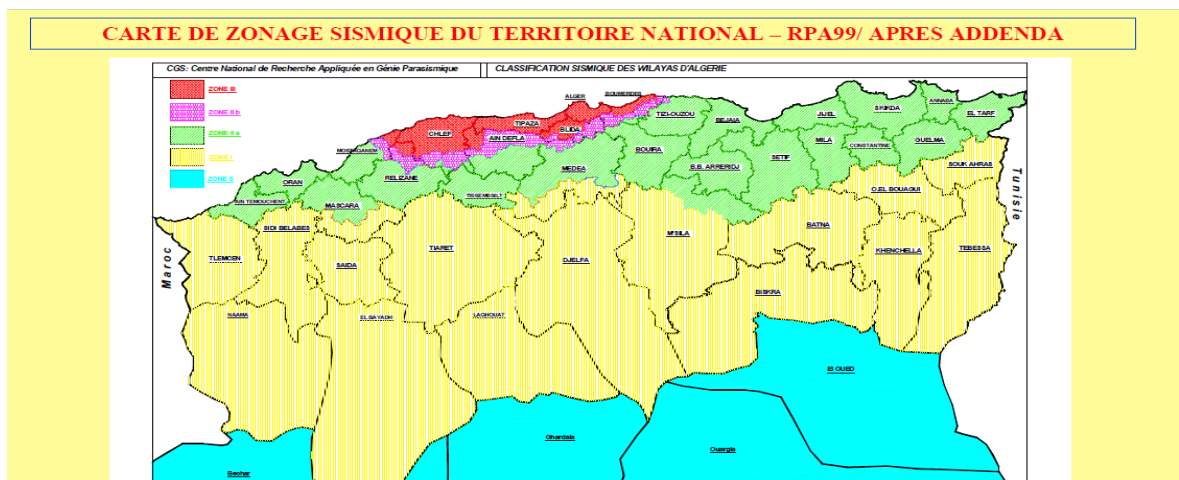 CARTE DE ZONAGE SISMIQUE DU TERRITOIRE NATIONAL – RPA99/ APRES ADDENDA
CGS: Centre National de Recherche Appliquée en Génie Parasismique
CLASSIFICATION SISMIQUE DES WILAYAS D'ALGERIE
ZONE III
ZONE II b
ZONE II a
ZONE I
ZONE 0
ALGER
BOUMERDES
TIPAZA
BLIDA
CHLEF
AIN DEFLA
TIZI-OUZOU
BEJAIA
JIJEL
SKIKDA
ANNABA
EL TARF
MOSTAGANEM
BOUIRA
MILA
CONSTANTINE
GUELMA
ORAN
RELIZANE
MEDEA
B.B. ARRERIDJ
SETIF
SOUK AHRAS
AIN TEMOUCHENT
MASCARA
TISSEMSILT
O.EL BOUAGUI
Tunisie
Maroc
SIDI BELABES
TLEMCEN
SAIDA
TIARET
DJELFA
M'SILA
BATNA
KHENCHELLA
TEBESSA
NAAMA
EL BAYADH
LAGHOUAT
BISKRA
El OUED
Bechar
Ghardaia
Ouargla